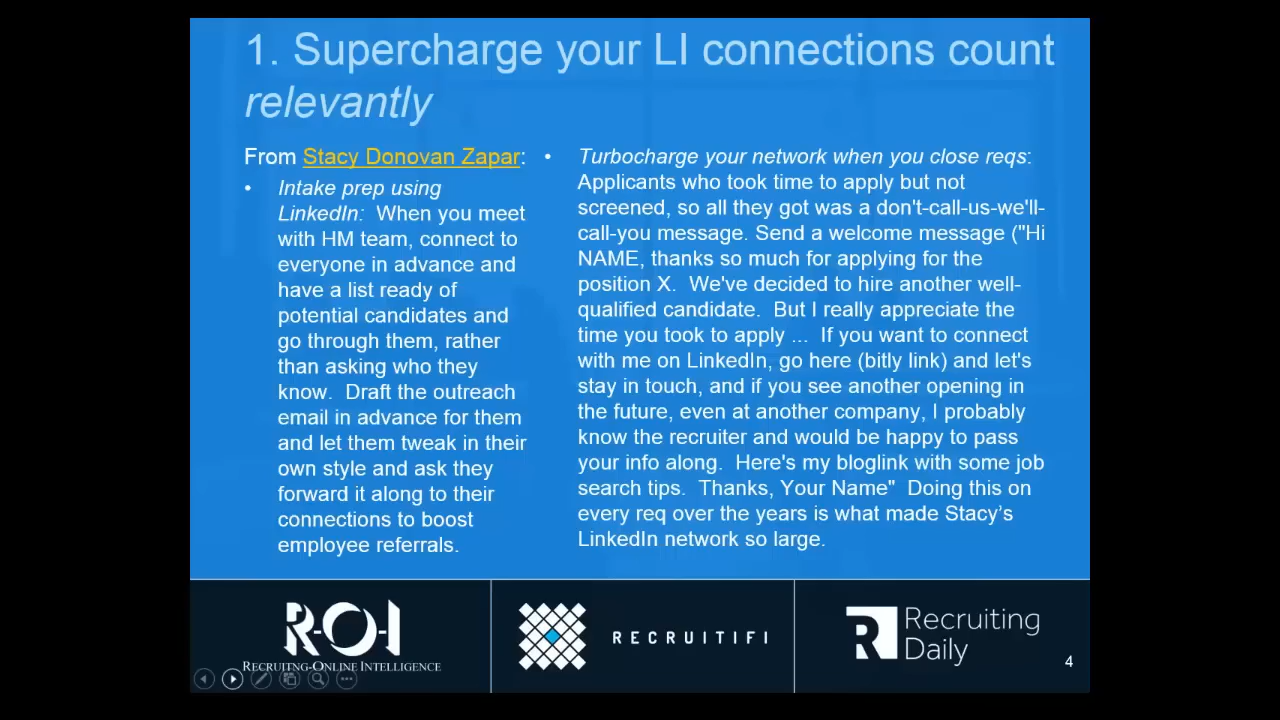 1. Supercharge your LI connections count
relevantly
From Stacy Donovan Zapar:
• Intake prep using
LinkedIn:  When you meet
with HM team, connect to
everyone in advance and
have a list ready of
potential candidates and
go through them, rather
than asking who they
know.  Draft the outreach
email in advance for them
and let them tweak in their
own style and ask they
forward it along to their
connections to boost
employee referrals.
• Turbocharge your network when you close reqs:
Applicants who took time to apply but not
screened, so all they got was a don't-call-us-we'll-
call-you message. Send a welcome message ("Hi
NAME, thanks so much for applying for the
position X.  We've decided to hire another well-
qualified candidate.  But I really appreciate the
time you took to apply ...  If you want to connect
with me on LinkedIn, go here (bitly link) and let's
stay in touch, and if you see another opening in
the future, even at another company, I probably
know the recruiter and would be happy to pass
your info along.  Here's my bloglink with some job
search tips.  Thanks, Your Name"  Doing this on
every req over the years is what made Stacy’s
LinkedIn network so large.
R-O-I
RECRUITNG-ONLINE INTELLIGENCE
RECRUITIFI
Recruiting
Daily
4